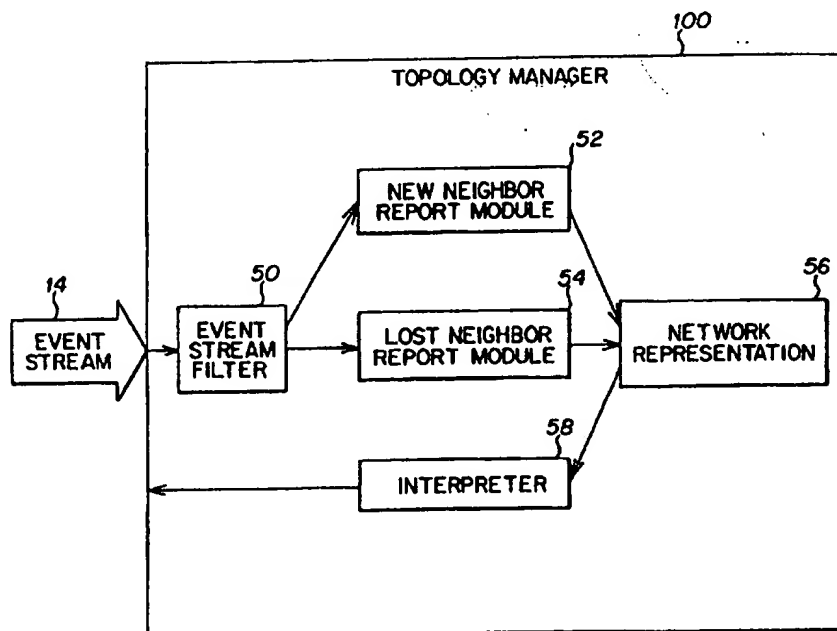 100
TOPOLOGY MANAGER
52
NEW NEIGHBOR
REPORT MODULE
14
EVENT
STREAM
50
EVENT
STREAM
FILTER
54
LOST NEIGHBOR
REPORT MODULE
56
NETWORK
REPRESENTATION
58
INTERPRETER